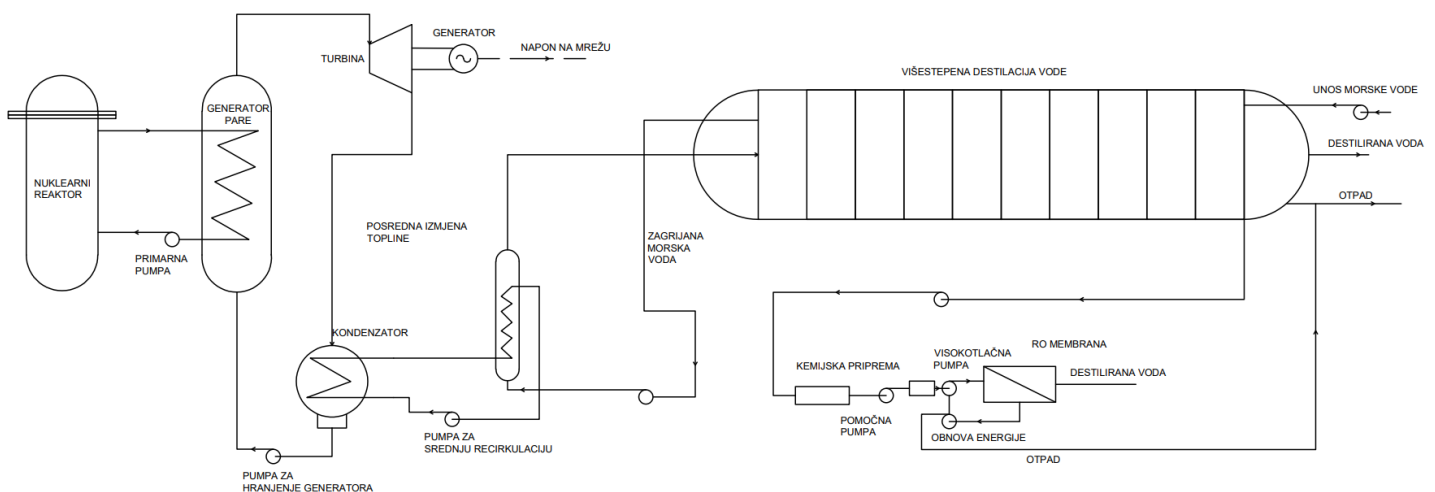 GENERATOR
NAPON NA MREŽU
TURBINA
VIŠESTEPENA DESTILACIJA VODE
UNOS MORSKE VODE
GENERATOR
PARE
DESTILIRANA VODA
NUKLEARNI
REAKTOR
OTPAD
POSREDNA IZMJENA
TOPLINE
ZAGRIJANA
MORSKA
VODA
PRIMARNA
PUMPA
KONDENZATOR
RO MEMBRANA
VISOKOTLAČNA
PUMPA
KEMIJSKA PRIPREMA
DESTILIRANA VODA
POMOČNA
PUMPA
OBNOVA ENERGIJE
PUMPA ZA
SREDNJU RECIRKULACIJU
OTPAD
PUMPA ZA
HRANJENJE GENERATORA